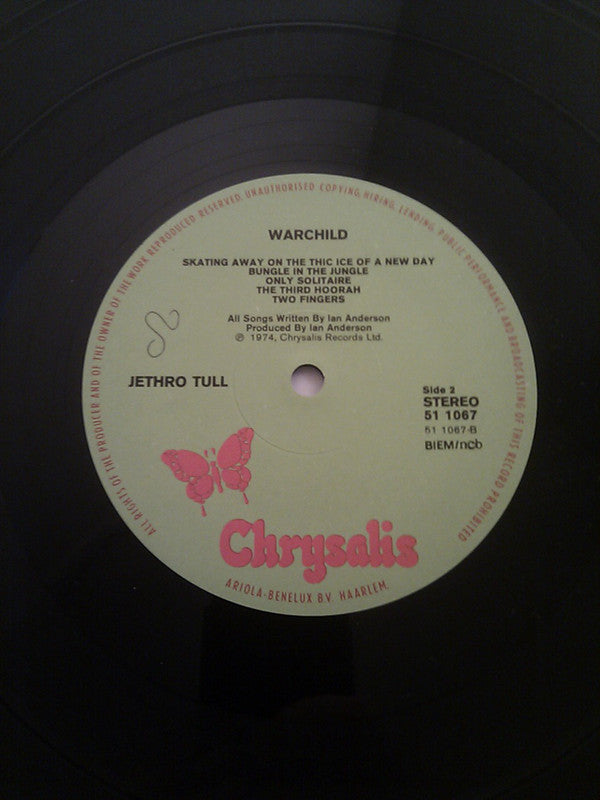 ALL RIGHTS OF THE PRODUCER AND OF THE OWNER OF THE WORK REPRODUCED RESERVED. UNAUTHORISED COPYING, HIRING, LENDING, PUBLIC PERFORMANCE AND BROADCASTING OF THIS RECORD PROHIBITED
WARCHILD
SKATING AWAY ON THE THIC ICE OF A NEW DAY
BUNGLE IN THE JUNGLE
ONLY SOLITAIRE
THE THIRD HOORAH
TWO FINGERS
All Songs Written By Ian Anderson
Produced By Ian Anderson
℗ 1974, Chrysalis Records Ltd.
JETHRO TULL
Side 2
STEREO
51 1067
51 1067-B
BIEM/ncb
Chrysalis
ARIOLA-BENELUX B.V. HAARLEM.